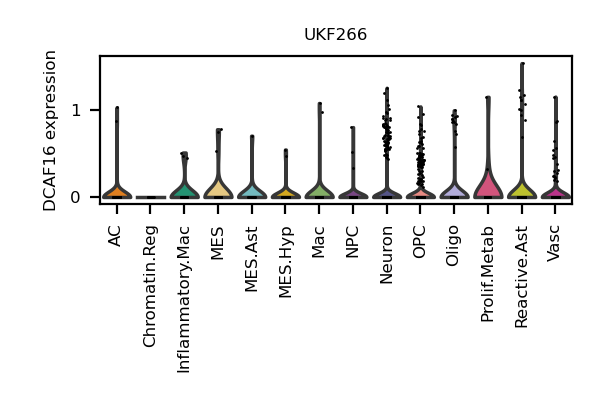 UKF266
DCAF16 expression
1
0
AC
Chromatin.Reg
Inflammatory.Mac
MES
MES.Ast
MES.Hyp
Mac
NPC
Neuron
OPC
Oligo
Prolif.Metab
Reactive.Ast
Vasc